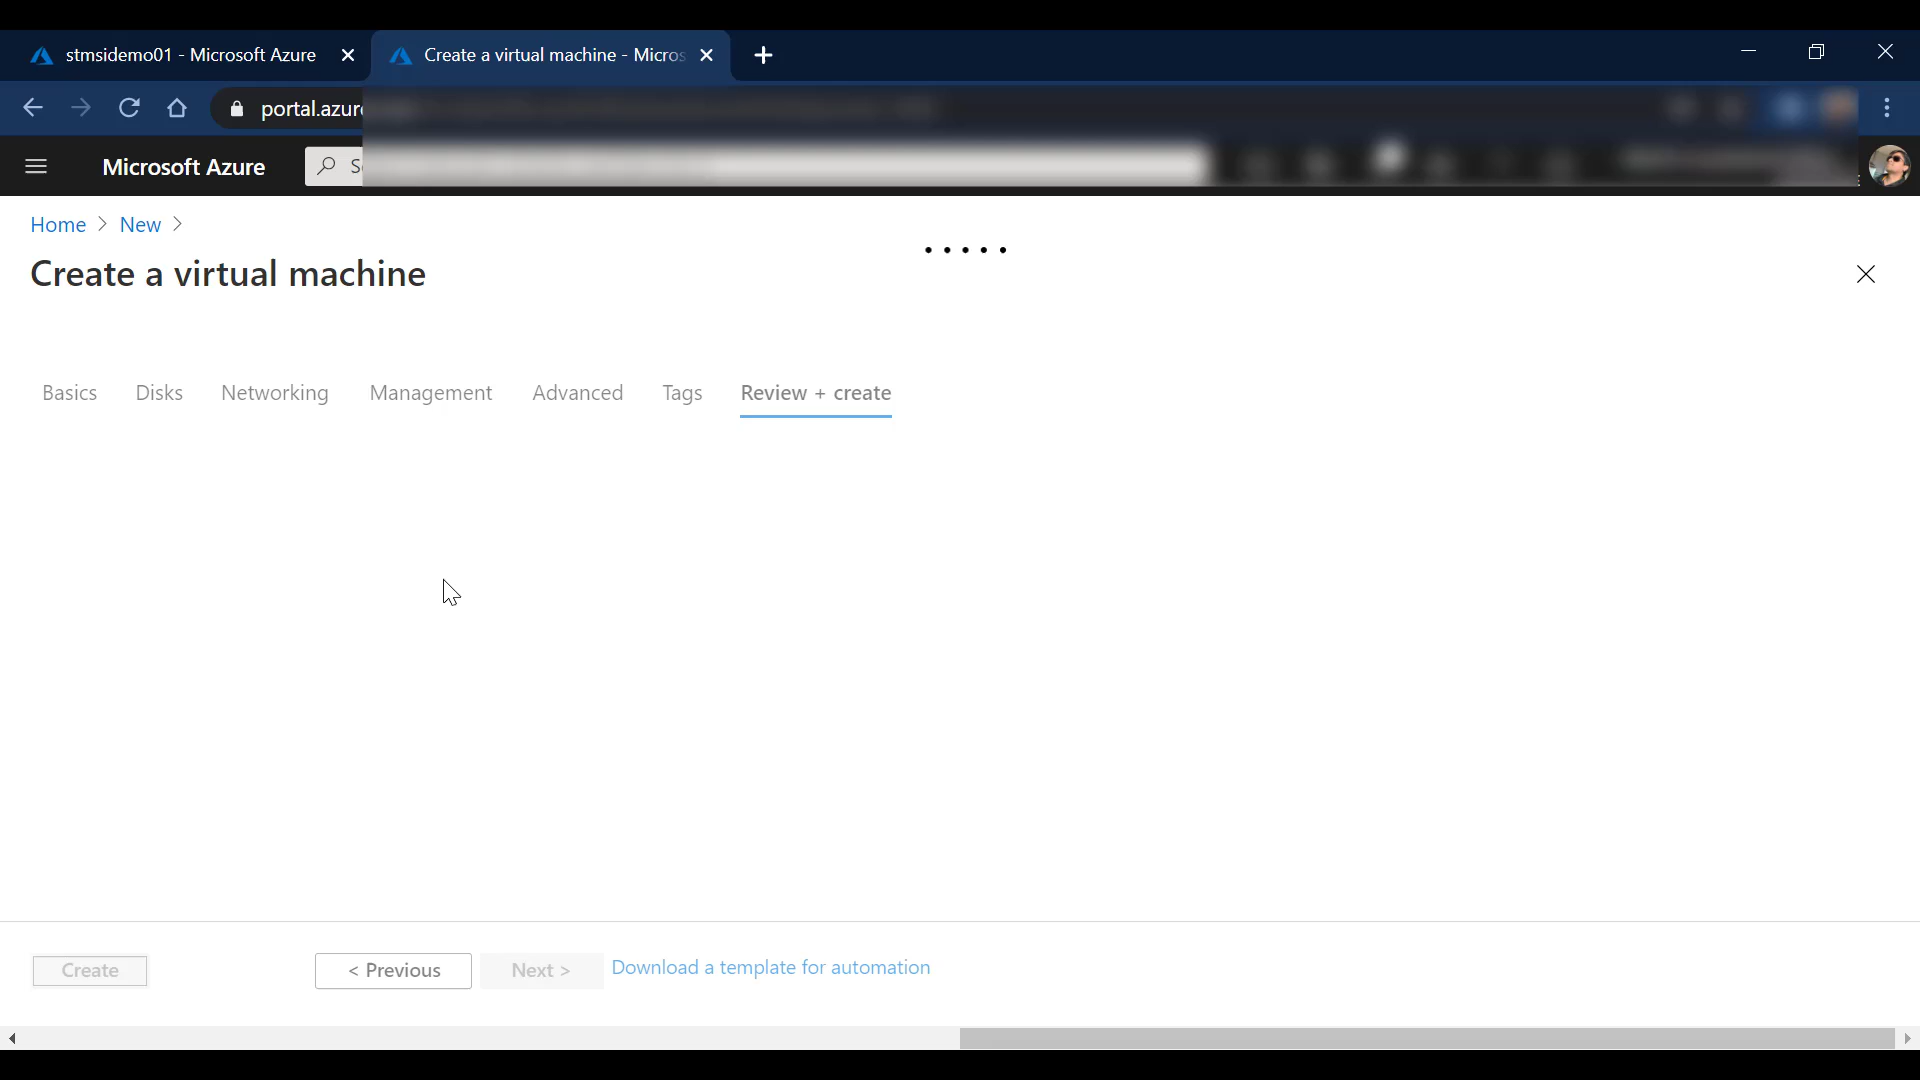 stmsidemo01 - Microsoft Azure
Create a virtual machine - Micros
portal.azure
Microsoft Azure
Home > New >
Create a virtual machine
Basics Disks Networking Management Advanced Tags Review + create
Create < Previous Next > Download a template for automation